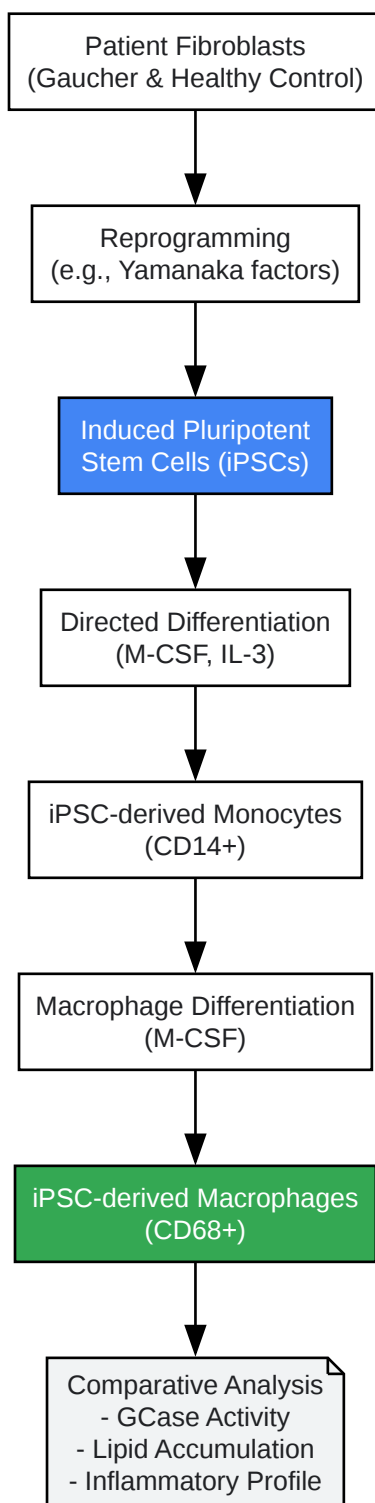 Patient Fibroblasts
(Gaucher & Healthy Control)
Reprogramming
(e.g., Yamanaka factors)
Induced Pluripotent
Stem Cells (iPSCs)
Directed Differentiation
(M-CSF, IL-3)
iPSC-derived Monocytes
(CD14+)
Macrophage Differentiation
(M-CSF)
iPSC-derived Macrophages
(CD68+)
Comparative Analysis
- GCase Activity
- Lipid Accumulation
- Inflammatory Profile